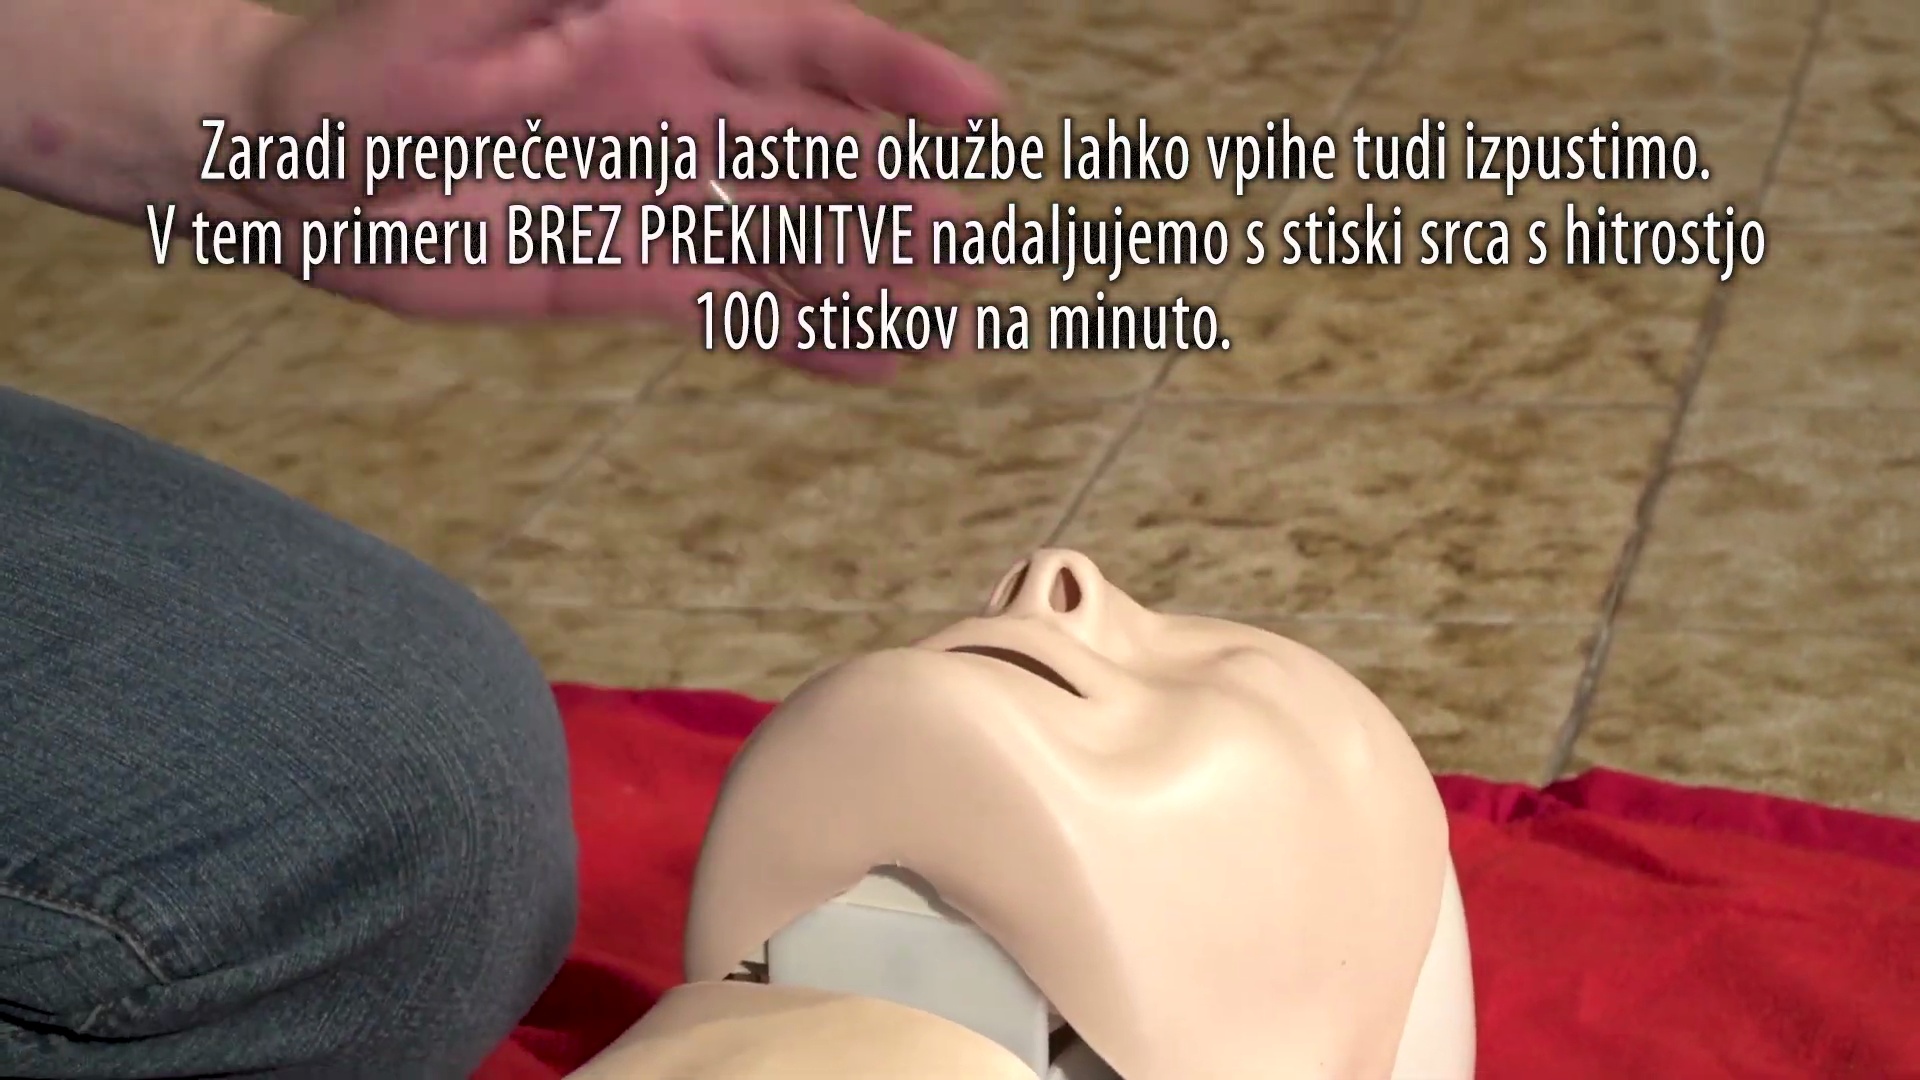 Zaradi preprečevanja lastne okužbe lahko vpihe tudi izpustimo.
V tem primeru BREZ PREKINITVE nadaljujemo s stiski srca s hitrostjo
100 stiskov na minuto.